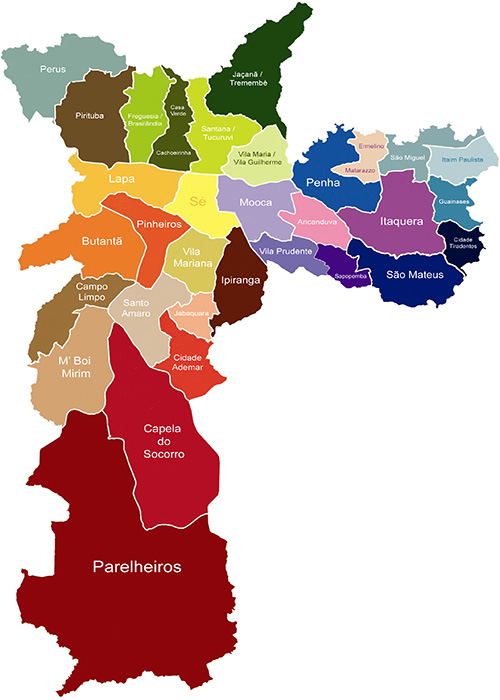 Perus
Jaçanã /
Tremembé
Pirituba
Freguesia /
Brasilândia
Casa
Verde
Cachoeirinha
Santana /
Tucuruvi
Vila Maria /
Vila Guilherme
Ermelino
Matarazzo
São Miguel
Itaim Paulista
Lapa
Sé
Mooca
Penha
Itaquera
Guainases
Cidade
Tiradentos
Aricanduva
Pinheiros
Butantã
Vila
Mariana
Ipiranga
Vila Prudente
Sapopemba
São Mateus
Campo
Limpo
Santo
Amaro
Jabaquara
Cidade
Ademar
M' Boi
Mirim
Capela
do
Socorro
Parelheiros